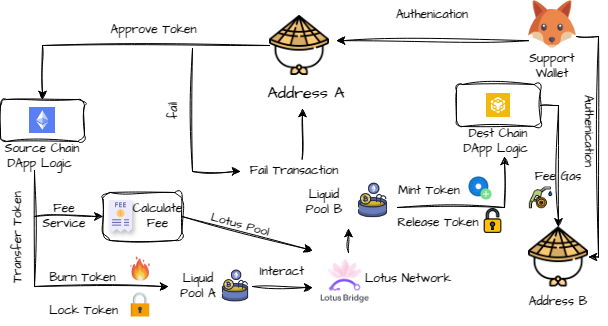 Authenication
Approve Token
Support
Wallet
Address A
fail
Source Chain
DApp Logic
Dest Chain
DApp Logic
Authenication
Fail Transaction
Fee Gas
Liquid
Pool B
Mint Token
Release Token
Transfer Token
Fee
Service
FEE
Calculate
Fee
Lotus Pool
Burn Token
Lock Token
Liquid
Pool A
Interact
Lotus Bridge
Lotus Network
Address B